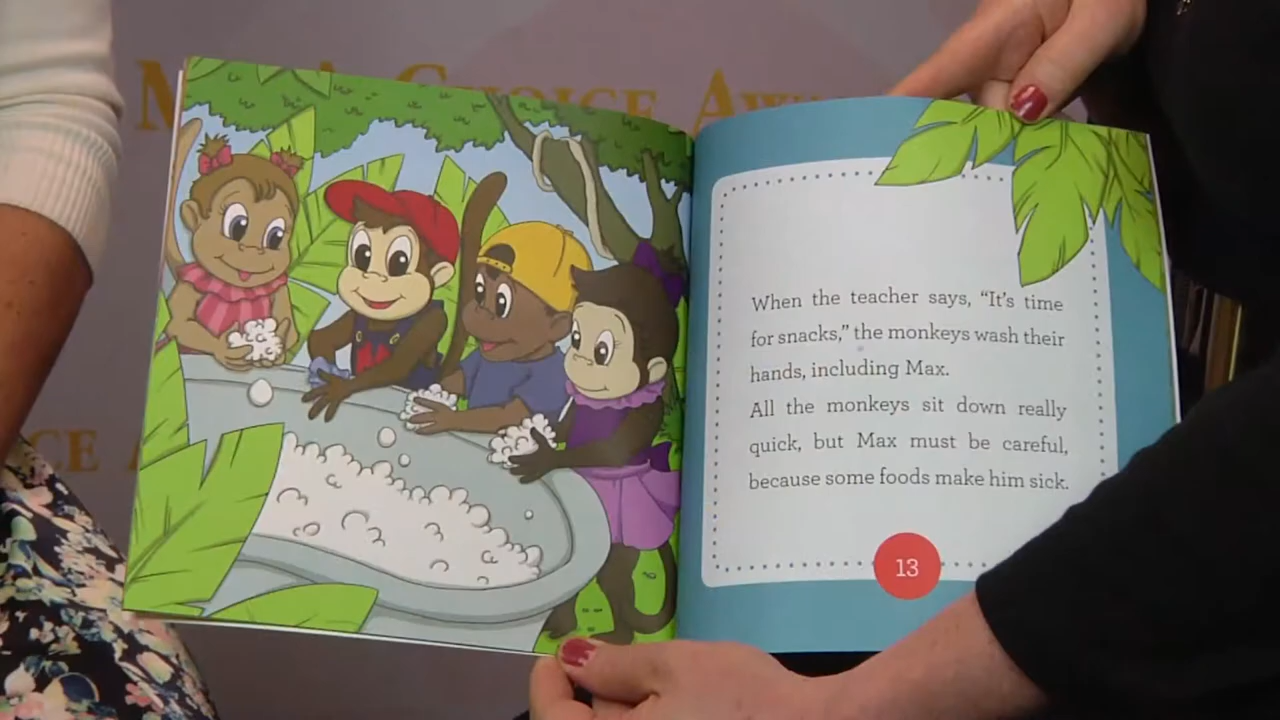 CHOICE
When the teacher says, "It's time
for snacks," the monkeys wash their
hands, including Max.
All the monkeys sit down really
quick, but Max must be careful,
because some foods make him sick.
13